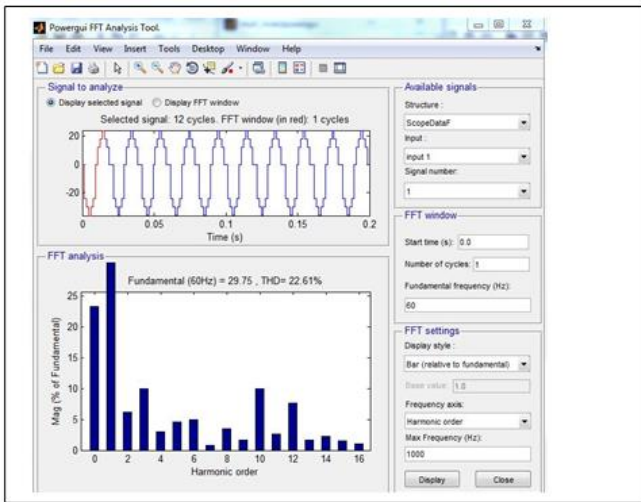 Powergui FFT Analysis Tool.
File Edit View Insert Tools Desktop Window Help
Signal to analyze
Display selected signal Display FFT window
Selected signal: 12 cycles. FFT window (in red): 1 cycles
20
0
-20
0 0.05 0.1 0.15 0.2
Time (s)
FFT analysis
Fundamental (60Hz) = 29.75 , THD= 22.61%
25
20
15
10
5
0
Mag (% of Fundamental)
0 2 4 6 8 10 12 14 16
Harmonic order
Available signals
Structure :
ScopeDataF
Input :
input 1
Signal number:
1
FFT window
Start time (s): 0.0
Number of cycles: 1
Fundamental frequency (Hz):
60
FFT settings
Display style :
Bar (relative to fundamental)
Base value: 1.0
Frequency axis:
Harmonic order
Max Frequency (Hz):
1000
Display Close